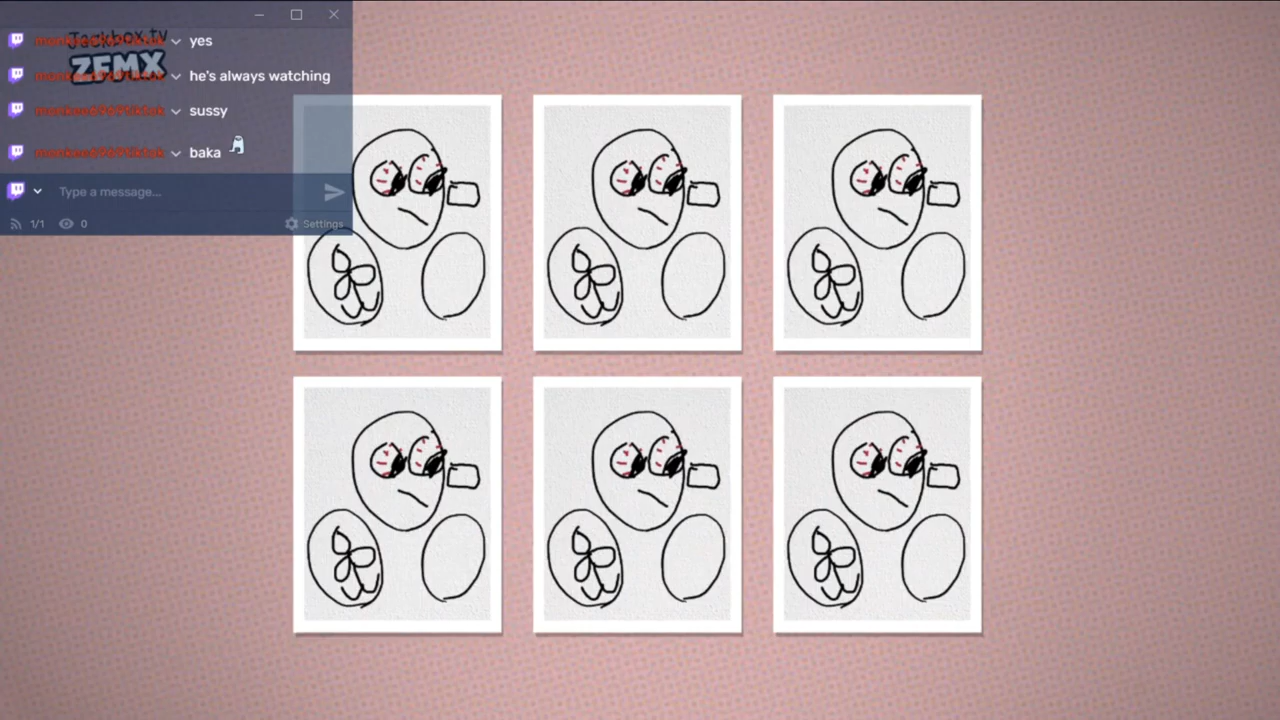 Jackbox.tv
ZFMX
yes
he's always watching
sussy
baka
Type a message...
1/1 0 Settings